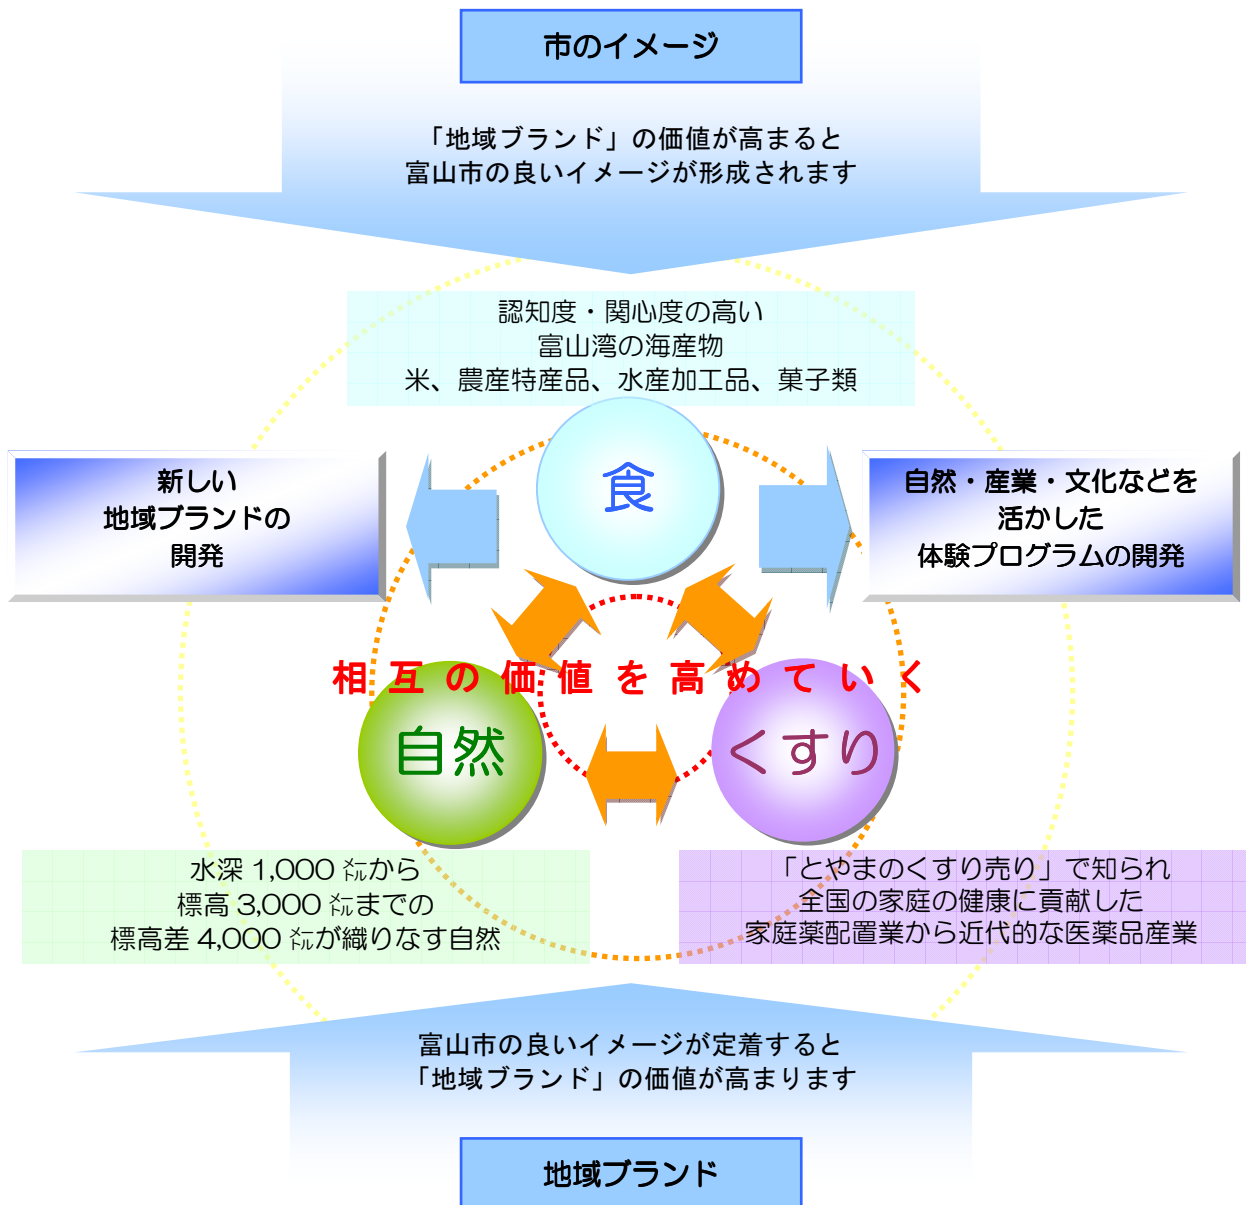 市のイメージ
「地域ブランド」の価値が高まると
富山市の良いイメージが形成されます
認知度・関心度の高い
富山湾の海産物
米、農産特産品、水産加工品、菓子類
食
新しい
地域ブランドの
開発
自然・産業・文化などを
活かした
体験プログラムの開発
相互の価値を高めていく
自然
くすり
水深 1,000 ㍍から
標高 3,000 ㍍までの
標高差 4,000 ㍍が織りなす自然
「とやまのくすり売り」で知られ
全国の家庭の健康に貢献した
家庭薬配置業から近代的な医薬品産業
富山市の良いイメージが定着すると
「地域ブランド」の価値が高まります
地域ブランド